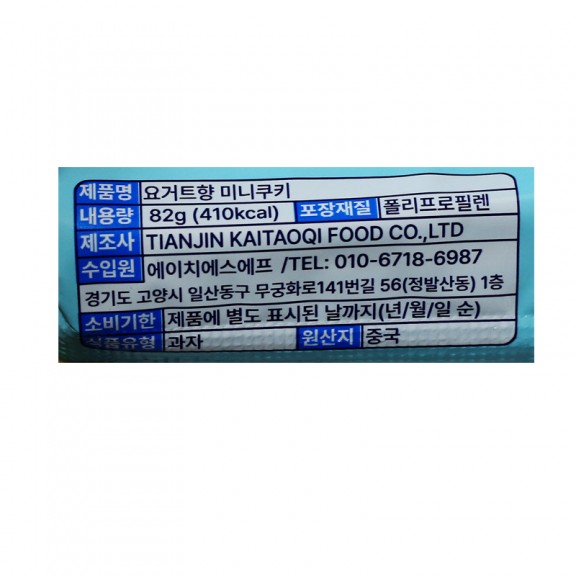 제품명 요거트향 미니쿠키
내용량 82g (410kcal) 포장재질 폴리프로필렌
제조사 TIANJIN KAITAOQI FOOD CO.,LTD
수입원 에이치에스에프 /TEL: 010-6718-6987
경기도 고양시 일산동구 무궁화로141번길 56(정발산동) 1층
소비기한 제품에 별도 표시된 날까지(년/월/일 순)
식품유형 과자 원산지 중국